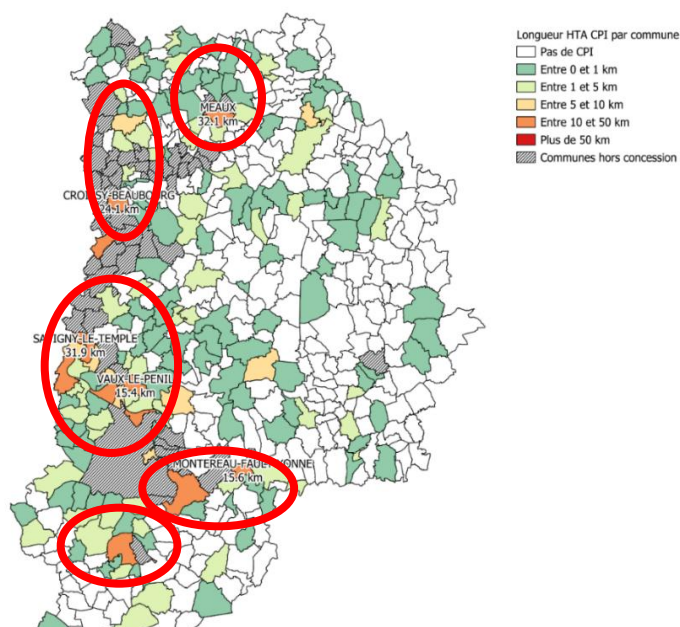 Longueur HTA CPI par commune
Pas de CPI
Entre 0 et 1 km
Entre 1 et 5 km
Entre 5 et 10 km
Entre 10 et 50 km
Plus de 50 km
Communes hors concession
MEAUX
32.1 km
CROISSY-BEAUBOURG
24.1 km
SAVIGNY-LE-TEMPLE
31.9 km
VAUX-LE-PENIL
15.4 km
MONTEREAU-FAULT-YONNE
15.6 km